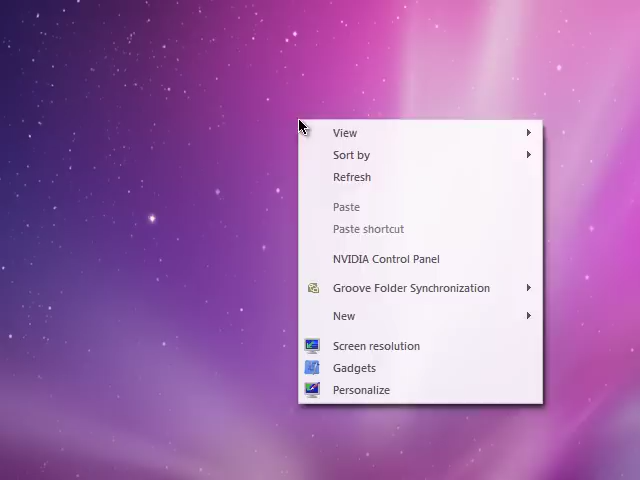 View
Sort by
Refresh
Paste
Paste shortcut
NVIDIA Control Panel
Groove Folder Synchronization
New
Screen resolution
Gadgets
Personalize